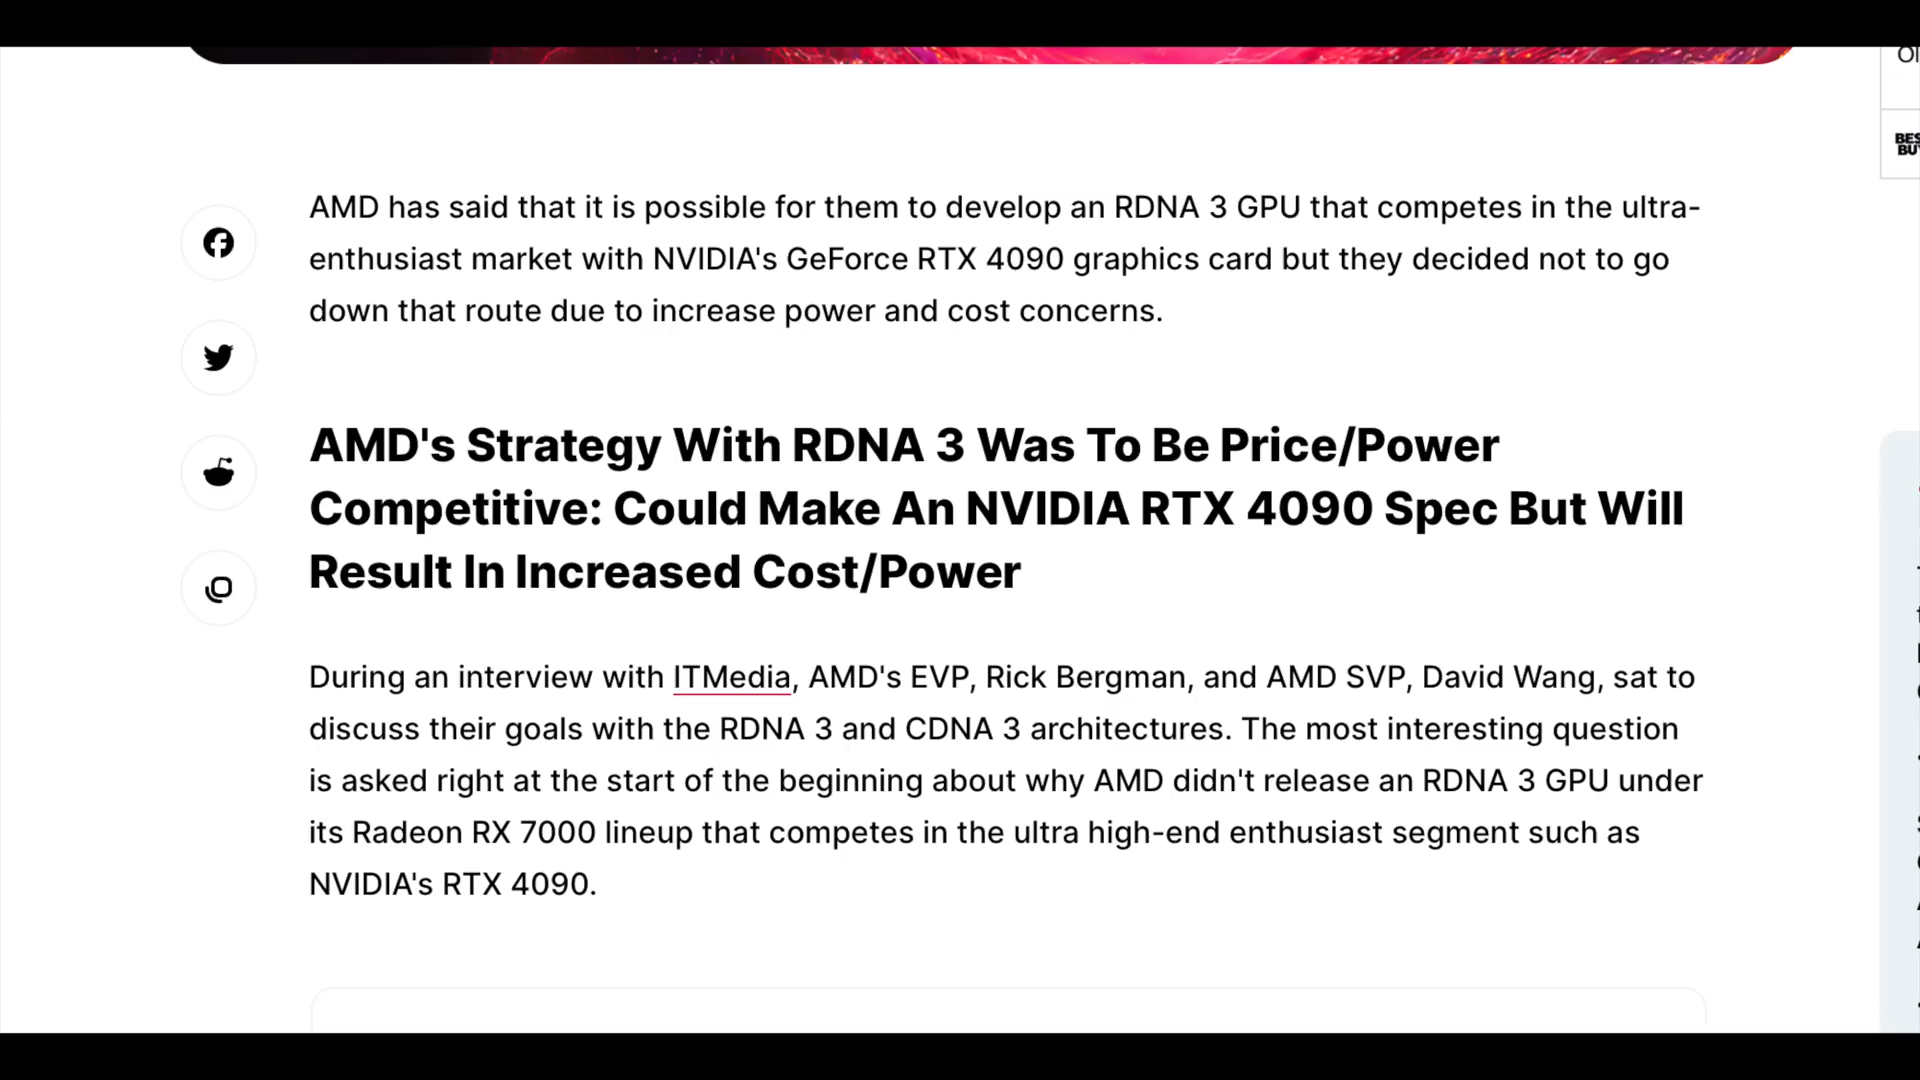 AMD has said that it is possible for them to develop an RDNA 3 GPU that competes in the ultra-
enthusiast market with NVIDIA's GeForce RTX 4090 graphics card but they decided not to go
down that route due to increase power and cost concerns.
AMD's Strategy With RDNA 3 Was To Be Price/Power
Competitive: Could Make An NVIDIA RTX 4090 Spec But Will
Result In Increased Cost/Power
During an interview with ITMedia, AMD's EVP, Rick Bergman, and AMD SVP, David Wang, sat to
discuss their goals with the RDNA 3 and CDNA 3 architectures. The most interesting question
is asked right at the start of the beginning about why AMD didn't release an RDNA 3 GPU under
its Radeon RX 7000 lineup that competes in the ultra high-end enthusiast segment such as
NVIDIA's RTX 4090.